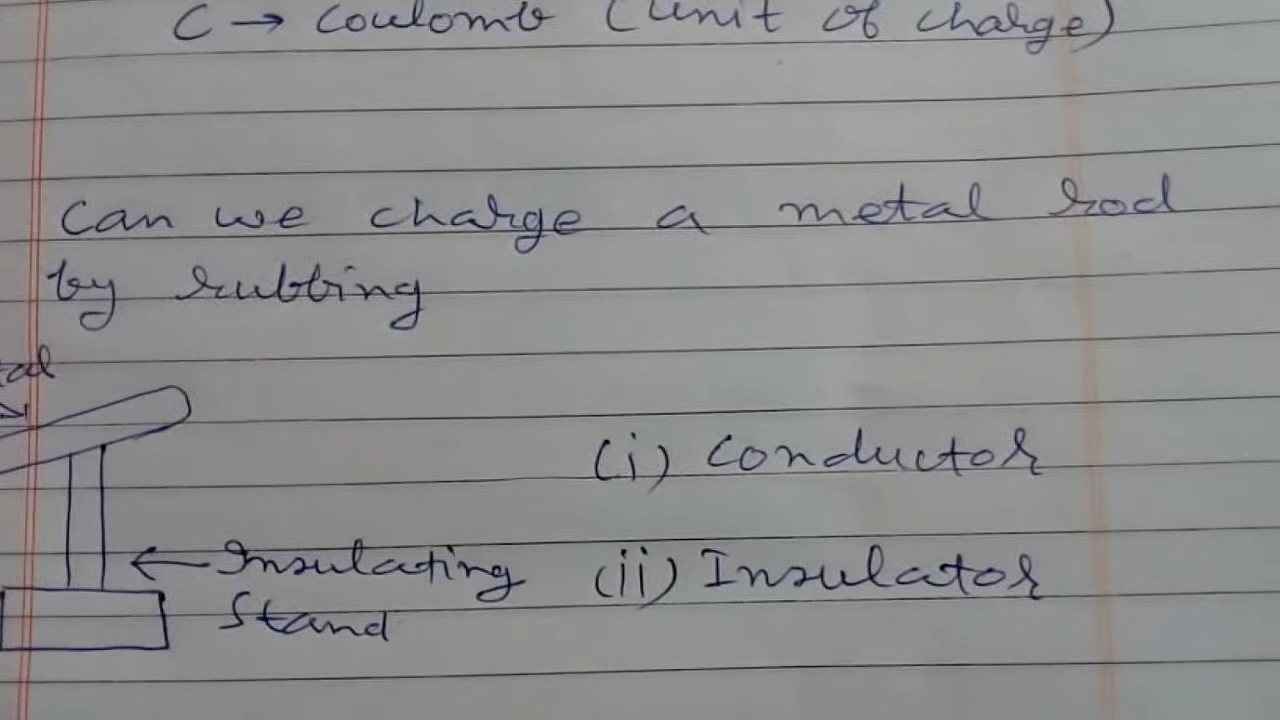 C → Coulomb (Unit of charge)
Can we charge a metal rod
by rubbing
(i) Conductor
← Insulating
Stand
(ii) Insulator